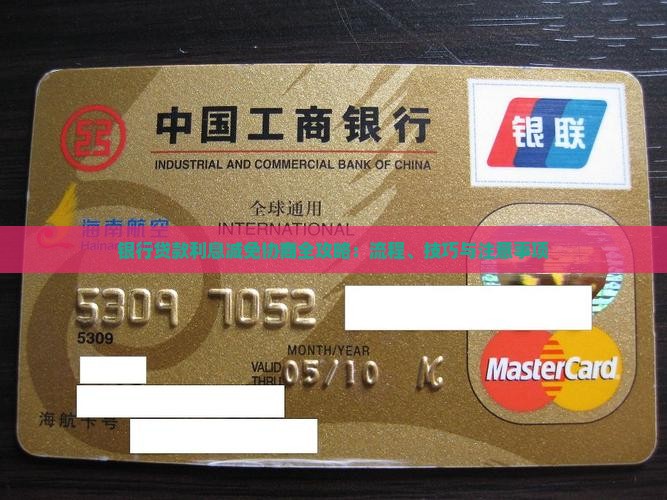 中国工商银行
INDUSTRIAL AND COMMERCIAL BANK OF CHINA
银联
全球通用
INTERNATIONAL
海南航空
Hainan
银行贷款利息减免协商全攻略：流程、技巧与注意事项
5309 7052
5309
MONTH/YEAR
VALID THRU 05/10
海航卡号
MasterCard